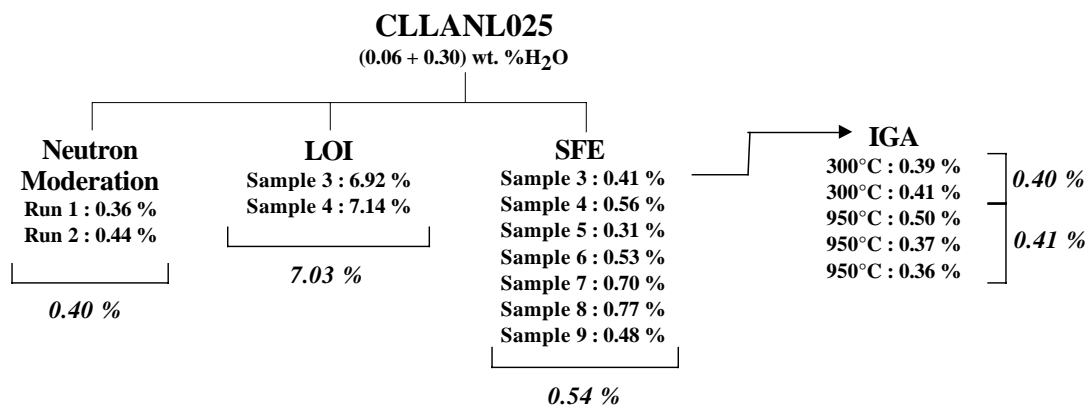 CLLANL025
(0.06 + 0.30) wt. %H₂O
Neutron
Moderation
Run 1 : 0.36 %
Run 2 : 0.44 %
0.40 %
LOI
Sample 3 : 6.92 %
Sample 4 : 7.14 %
7.03 %
SFE
Sample 3 : 0.41 %
Sample 4 : 0.56 %
Sample 5 : 0.31 %
Sample 6 : 0.53 %
Sample 7 : 0.70 %
Sample 8 : 0.77 %
Sample 9 : 0.48 %
0.54 %
IGA
300°C : 0.39 %
300°C : 0.41 %
950°C : 0.50 %
950°C : 0.37 %
950°C : 0.36 %
0.40 %
0.41 %